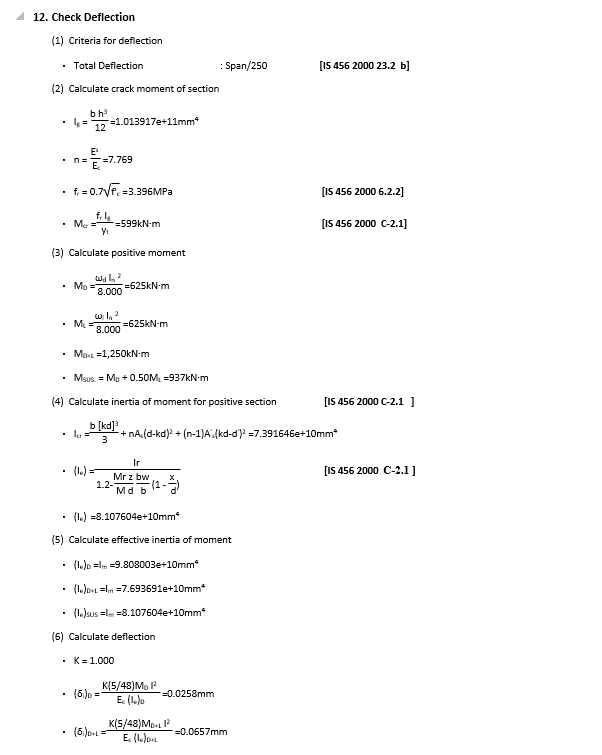 12. Check Deflection
(1) Criteria for deflection
· Total Deflection : Span/250 [IS 456 2000 23.2 b]
(2) Calculate crack moment of section
· Ig = b h³ / 12 =1.013917e+11mm⁴
· n = Es / Ec =7.769
· fr = 0.7√f'c =3.396MPa [IS 456 2000 6.2.2]
· Mcr = fr Ig / yt =599kN·m [IS 456 2000 C-2.1]
(3) Calculate positive moment
· MD = ωd ln² / 8.000 =625kN·m
· ML = ωl ln² / 8.000 =625kN·m
· MD+L =1,250kN·m
· MSUS. = MD + 0.50ML =937kN·m
(4) Calculate inertia of moment for positive section [IS 456 2000 C-2.1 ]
· Icr = b [kd]³ / 3 + nAs(d-kd)² + (n-1)A's(kd-d')² =7.391646e+10mm⁴
· (Ie) = Ir / 1.2- Mr z bw / M d b (1 - x / d) [IS 456 2000 C-2.1 ]
· (Ie) =8.107604e+10mm⁴
(5) Calculate effective inertia of moment
· (Ie)D =Im =9.808003e+10mm⁴
· (Ie)D+L =Im =7.693691e+10mm⁴
· (Ie)SUS =Im =8.107604e+10mm⁴
(6) Calculate deflection
· K = 1.000
· (δi)D = K(5/48)MD l² / Ec (Ie)D =0.0258mm
· (δi)D+L = K(5/48)MD+L l² / Ec (Ie)D+L =0.0657mm